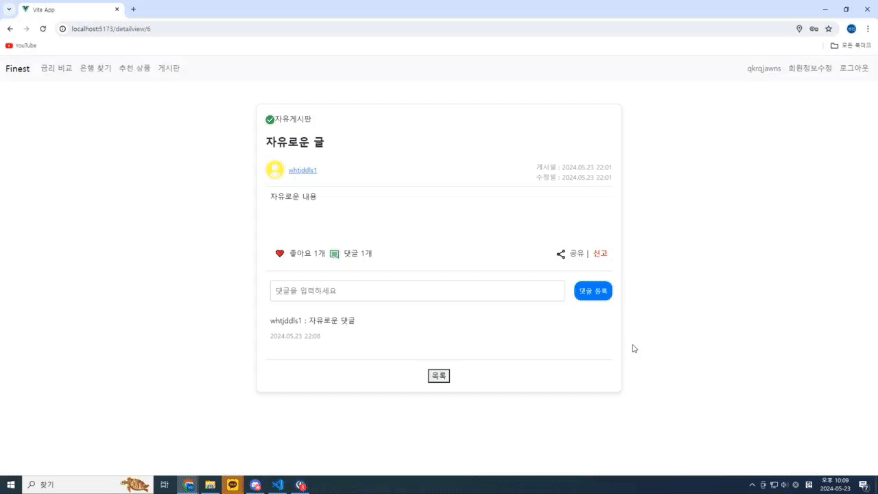 Vite App
localhost:5173/detailview/6
YouTube
모든 북마크
Finest
금리 비교 은행 찾기 추천 상품 게시판
qkrqjawns 회원정보수정 로그아웃
자유게시판
자유로운 글
whtjddls1
게시일 : 2024.05.23 22:01
수정일 : 2024.05.23 22:01
자유로운 내용
좋아요 1개 댓글 1개
공유 | 신고
댓글을 입력하세요
댓글 등록
whtjddls1 : 자유로운 댓글
2024.05.23 22:08
목록
찾기
오후 10:09
2024-05-23